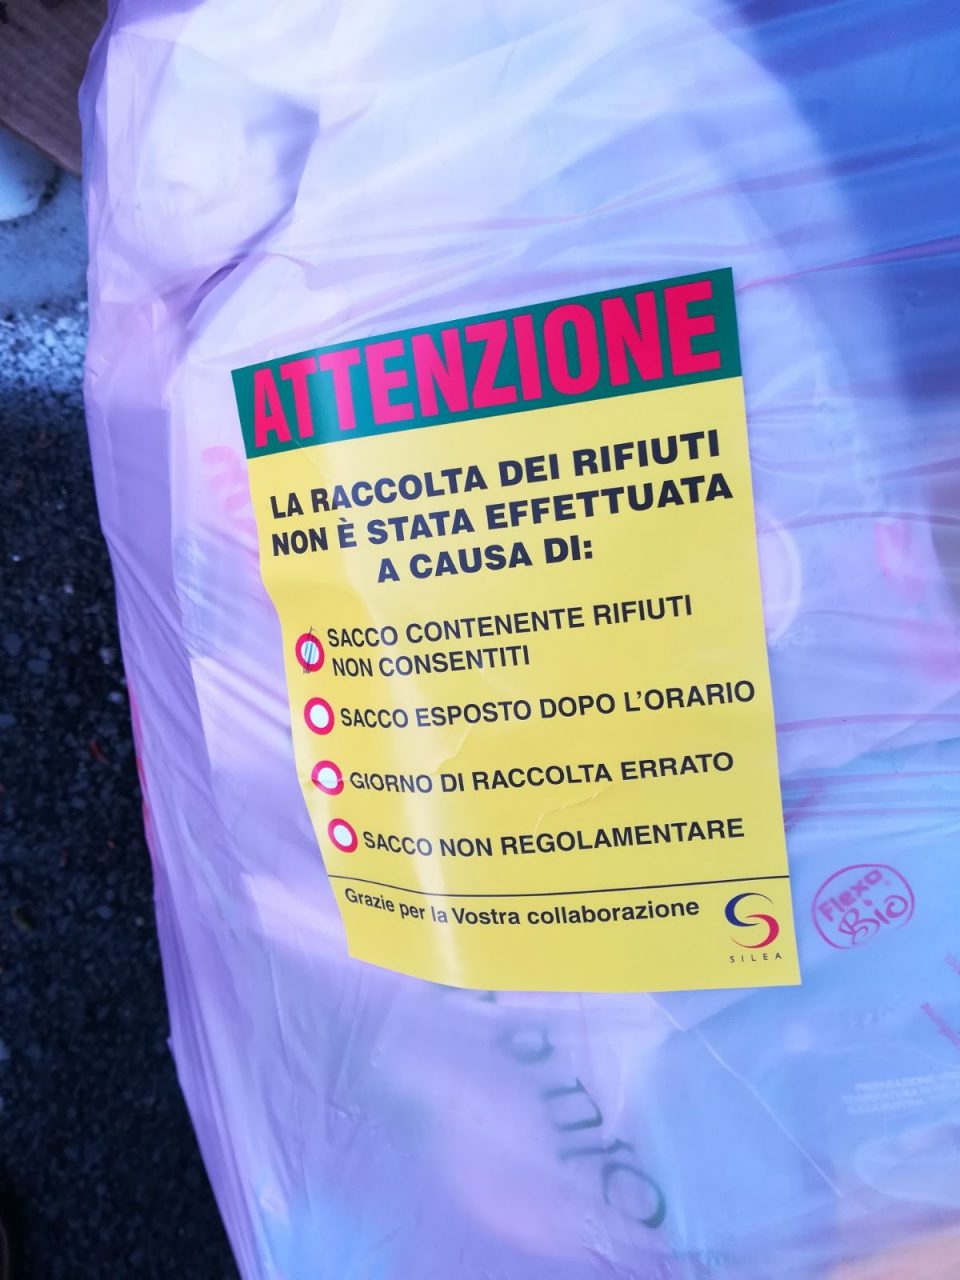 ATTENZIONE
LA RACCOLTA DEI RIFIUTI
NON È STATA EFFETTUATA
A CAUSA DI:
SACCO CONTENENTE RIFIUTI
NON CONSENTITI
SACCO ESPOSTO DOPO L'ORARIO
GIORNO DI RACCOLTA ERRATO
SACCO NON REGOLAMENTARE
Grazie per la Vostra collaborazione
SILEA
Flexo
Bio